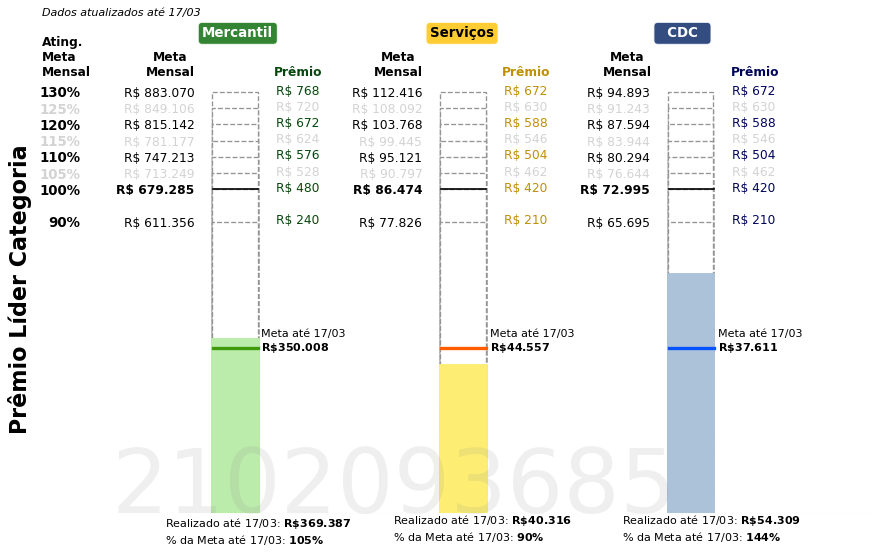 Dados atualizados até 17/03
Mercantil Serviços CDC
Prêmio Líder Categoria
Ating. Meta Mensal
Meta Mensal Prêmio Meta Mensal Prêmio Meta Mensal Prêmio
130% R$ 883.070 R$ 768 R$ 112.416 R$ 672 R$ 94.893 R$ 672
125% R$ 849.106 R$ 720 R$ 108.092 R$ 630 R$ 91.243 R$ 630
120% R$ 815.142 R$ 672 R$ 103.768 R$ 588 R$ 87.594 R$ 588
115% R$ 781.177 R$ 624 R$ 99.445 R$ 546 R$ 83.944 R$ 546
110% R$ 747.213 R$ 576 R$ 95.121 R$ 504 R$ 80.294 R$ 504
105% R$ 713.249 R$ 528 R$ 90.797 R$ 462 R$ 76.644 R$ 462
100% R$ 679.285 R$ 480 R$ 86.474 R$ 420 R$ 72.995 R$ 420
90% R$ 611.356 R$ 240 R$ 77.826 R$ 210 R$ 65.695 R$ 210
Meta até 17/03 Meta até 17/03 Meta até 17/03
R$350.008 R$44.557 R$37.611
2102093685
Realizado até 17/03: R$369.387 Realizado até 17/03: R$40.316 Realizado até 17/03: R$54.309
% da Meta até 17/03: 105% % da Meta até 17/03: 90% % da Meta até 17/03: 144%